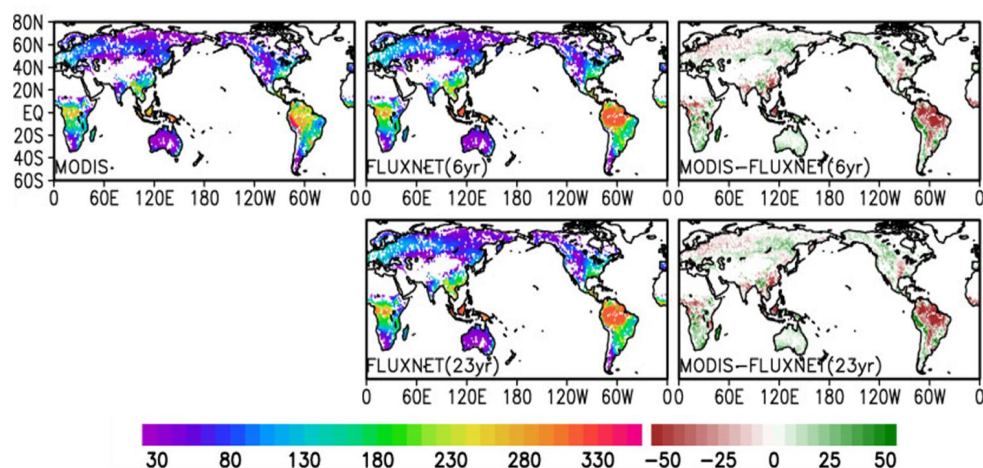 80N
60N
40N
20N
EQ
20S
40S
60S
MODIS
FLUXNET(6yr)
MODIS−FLUXNET(6yr)
0 60E 120E 180 120W 60W 0 0 60E 120E 180 120W 60W 0 0 60E 120E 180 120W 60W 0
FLUXNET(23yr)
MODIS−FLUXNET(23yr)
0 60E 120E 180 120W 60W 0 0 60E 120E 180 120W 60W 0
30 80 130 180 230 280 330 −50 −25 0 25 50